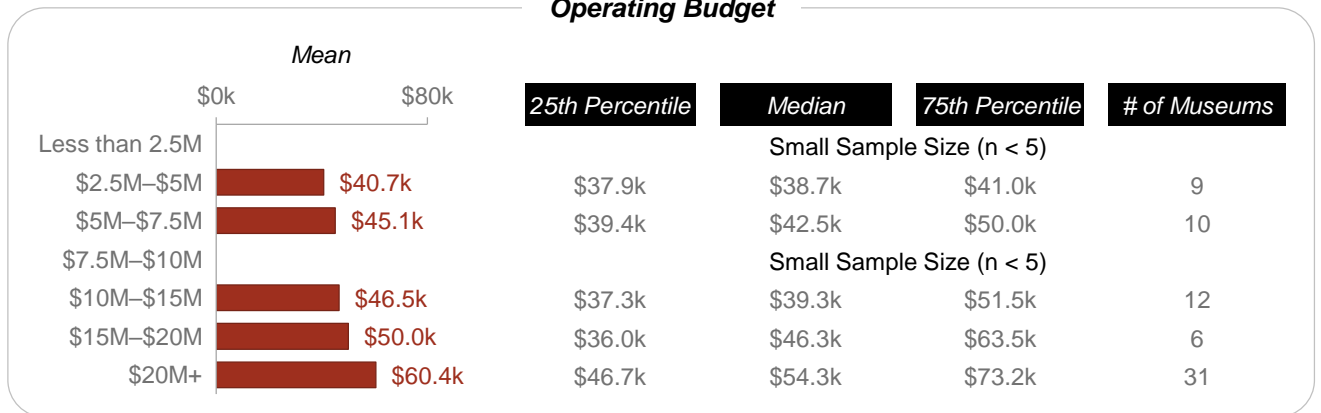 Operating Budget
Mean
$0k $80k 25th Percentile Median 75th Percentile # of Museums
Less than 2.5M Small Sample Size (n < 5)
$2.5M–$5M $40.7k $37.9k $38.7k $41.0k 9
$5M–$7.5M $45.1k $39.4k $42.5k $50.0k 10
$7.5M–$10M Small Sample Size (n < 5)
$10M–$15M $46.5k $37.3k $39.3k $51.5k 12
$15M–$20M $50.0k $36.0k $46.3k $63.5k 6
$20M+ $60.4k $46.7k $54.3k $73.2k 31